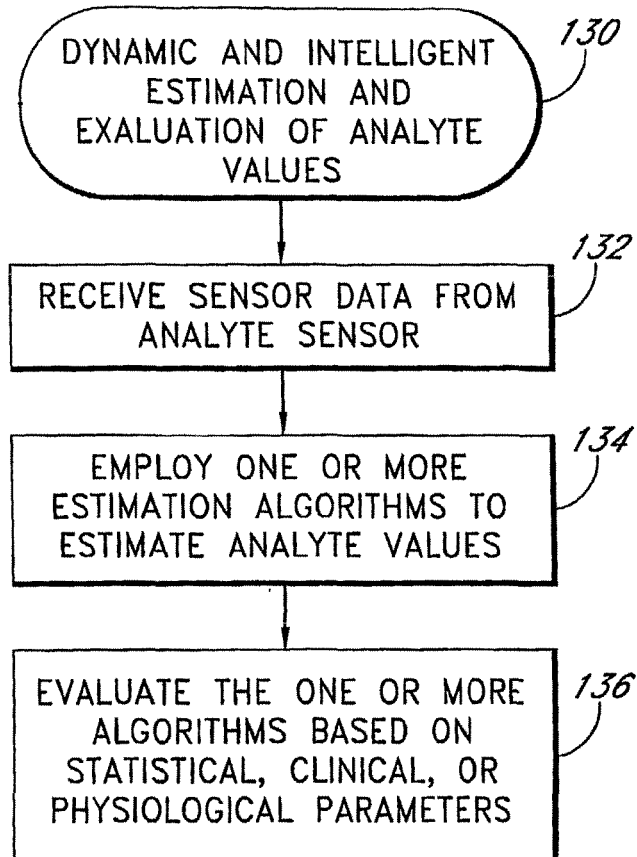 DYNAMIC AND INTELLIGENT
ESTIMATION AND
EXALUATION OF ANALYTE
VALUES
130
RECEIVE SENSOR DATA FROM
ANALYTE SENSOR
132
EMPLOY ONE OR MORE
ESTIMATION ALGORITHMS TO
ESTIMATE ANALYTE VALUES
134
EVALUATE THE ONE OR MORE
ALGORITHMS BASED ON
STATISTICAL, CLINICAL, OR
PHYSIOLOGICAL PARAMETERS
136